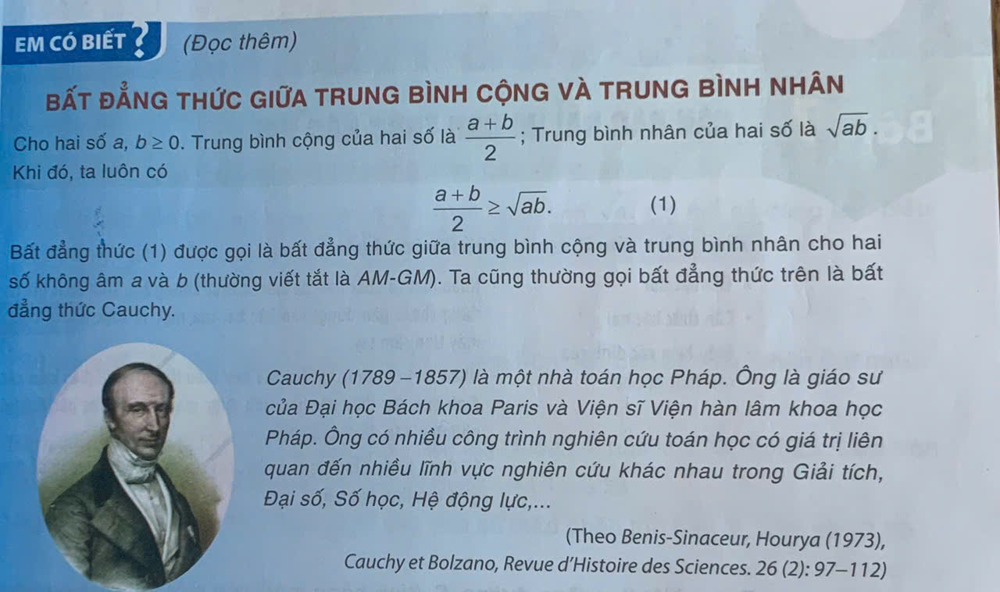 EM CÓ BIẾT ? (Đọc thêm)
BẤT ĐẲNG THỨC GIỮA TRUNG BÌNH CỘNG VÀ TRUNG BÌNH NHÂN
Cho hai số a, b ≥ 0. Trung bình cộng của hai số là (a + b)/2 ; Trung bình nhân của hai số là √ab .
Khi đó, ta luôn có
(a + b)/2 ≥ √ab. (1)
Bất đẳng thức (1) được gọi là bất đẳng thức giữa trung bình cộng và trung bình nhân cho hai
số không âm a và b (thường viết tắt là AM-GM). Ta cũng thường gọi bất đẳng thức trên là bất
đẳng thức Cauchy.
Cauchy (1789 –1857) là một nhà toán học Pháp. Ông là giáo sư
của Đại học Bách khoa Paris và Viện sĩ Viện hàn lâm khoa học
Pháp. Ông có nhiều công trình nghiên cứu toán học có giá trị liên
quan đến nhiều lĩnh vực nghiên cứu khác nhau trong Giải tích,
Đại số, Số học, Hệ động lực,...
(Theo Benis-Sinaceur, Hourya (1973),
Cauchy et Bolzano, Revue d'Histoire des Sciences. 26 (2): 97–112)